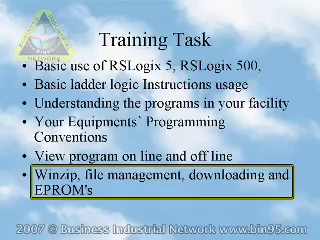 Training Task
• Basic use of RSLogix 5, RSLogix 500,
• Basic ladder logic Instructions usage
• Understanding the programs in your facility
• Your Equipments` Programming
Conventions
• View program on line and off line
• Winzip, file management, downloading and
EPROM's
2007 © Business Industrial Network www.bin95.com